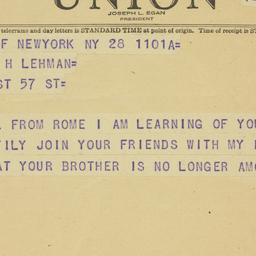 UNION
JOSEPH L. EGAN
PRESIDENT
telegrams and day letters is STANDARD TIME at point of origin. Time of receipt is ST
F NEWYORK NY 28 1101A=
H LEHMAN=
ST 57 ST=
FROM ROME I AM LEARNING OF YOU
ILY JOIN YOUR FRIENDS WITH MY
AT YOUR BROTHER IS NO LONGER AMO